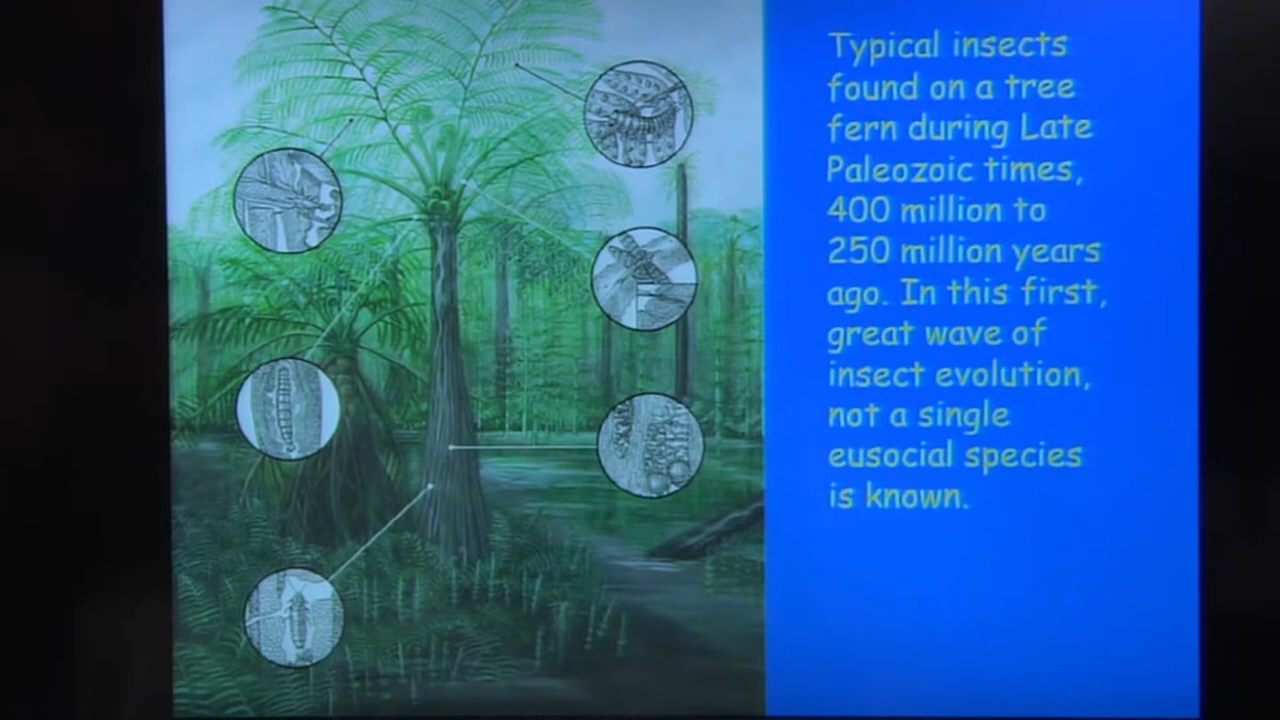 Typical insects
found on a tree
fern during Late
Paleozoic times,
400 million to
250 million years
ago. In this first,
great wave of
insect evolution,
not a single
eusocial species
is known.